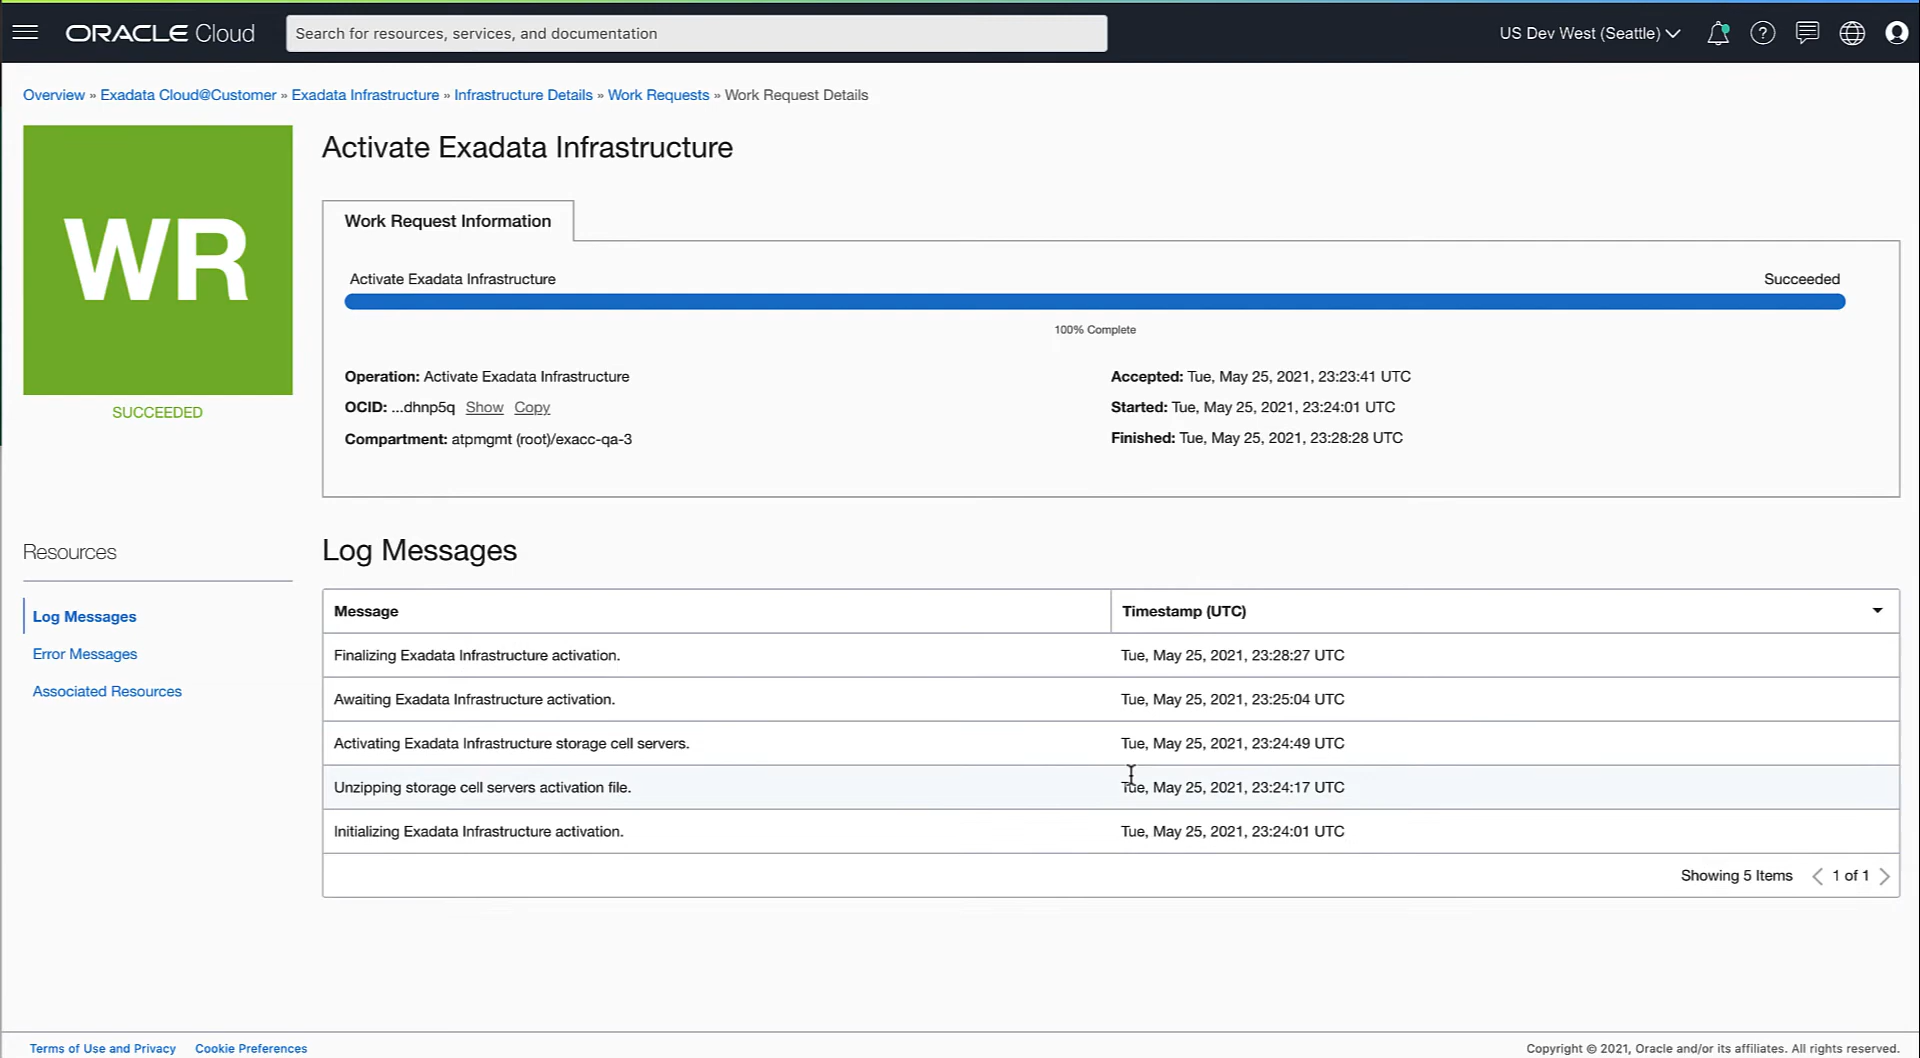 ORACLE Cloud
Search for resources, services, and documentation
US Dev West (Seattle)
Overview » Exadata Cloud@Customer » Exadata Infrastructure » Infrastructure Details » Work Requests » Work Request Details
WR
SUCCEEDED
Activate Exadata Infrastructure
Work Request Information
Activate Exadata Infrastructure Succeeded
100% Complete
Operation: Activate Exadata Infrastructure
OCID: ...dhnp5q Show Copy
Compartment: atpmgmt (root)/exacc-qa-3
Accepted: Tue, May 25, 2021, 23:23:41 UTC
Started: Tue, May 25, 2021, 23:24:01 UTC
Finished: Tue, May 25, 2021, 23:28:28 UTC
Resources
Log Messages
Error Messages
Associated Resources
Log Messages
Message Timestamp (UTC)
Finalizing Exadata Infrastructure activation. Tue, May 25, 2021, 23:28:27 UTC
Awaiting Exadata Infrastructure activation. Tue, May 25, 2021, 23:25:04 UTC
Activating Exadata Infrastructure storage cell servers. Tue, May 25, 2021, 23:24:49 UTC
Unzipping storage cell servers activation file. Tue, May 25, 2021, 23:24:17 UTC
Initializing Exadata Infrastructure activation. Tue, May 25, 2021, 23:24:01 UTC
Showing 5 Items 1 of 1
Terms of Use and Privacy Cookie Preferences
Copyright © 2021, Oracle and/or its affiliates. All rights reserved.